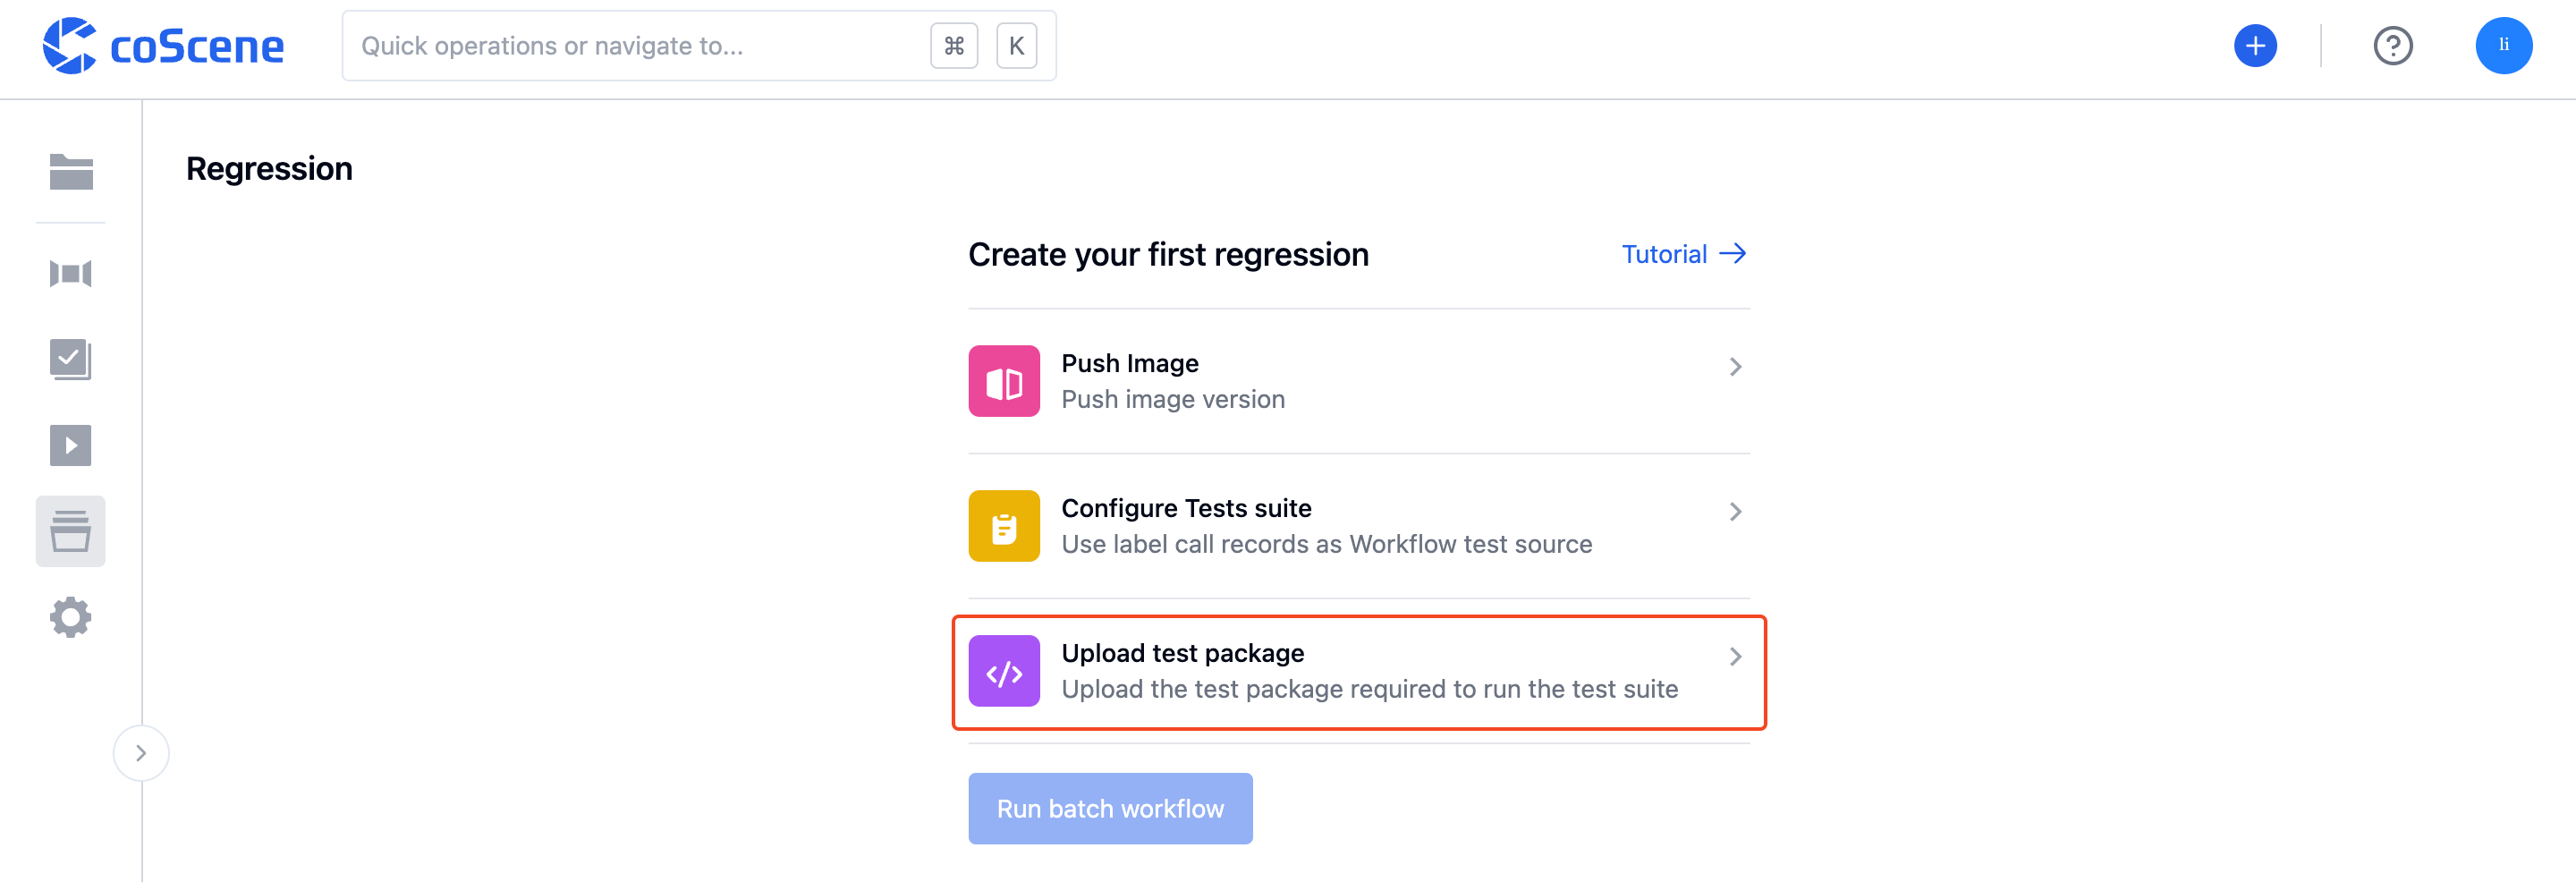 coScene
Quick operations or navigate to...
⌘ K
li
Regression
Create your first regression
Tutorial →
Push Image
Push image version
Configure Tests suite
Use label call records as Workflow test source
Upload test package
Upload the test package required to run the test suite
Run batch workflow